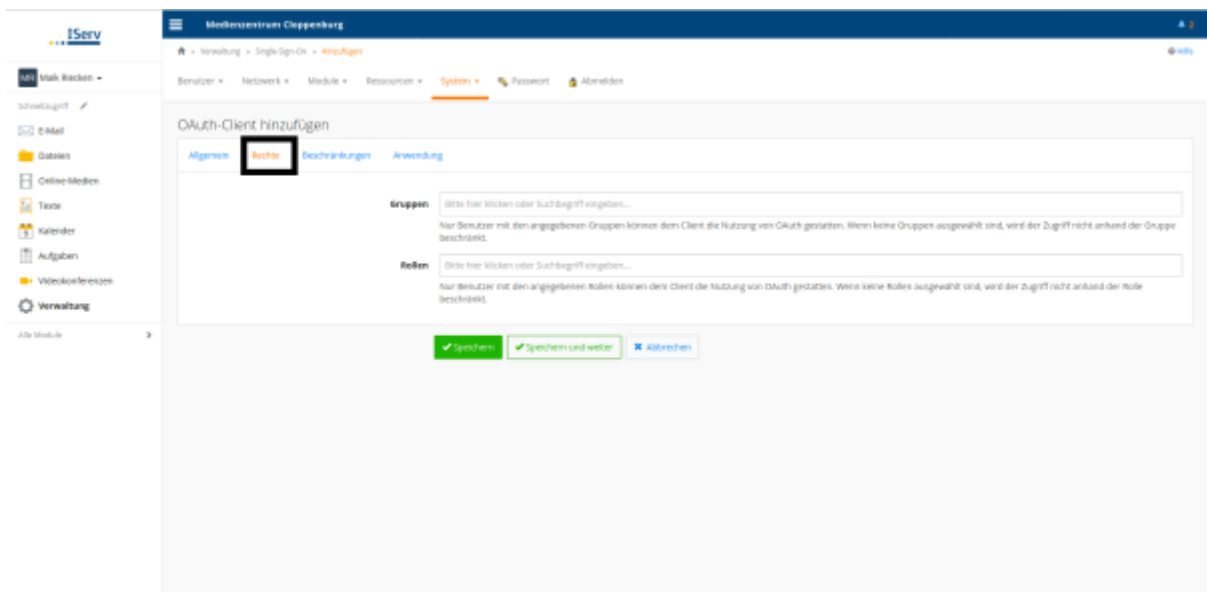 IServ
Medienzentrum Cloppenburg
2
Verwaltung » Single-Sign-On » Hinzufügen
Hilfe
MR Maik Riecken
Benutzer Netzwerk Module Ressourcen System Passwort Abmelden
Schnellzugriff
E-Mail
OAuth-Client hinzufügen
Dateien
Allgemein Rechte Beschränkungen Anwendung
Online-Medien
Texte
Gruppen Bitte hier klicken oder Suchbegriff eingeben...
Kalender
Nur Benutzer mit den angegebenen Gruppen können dem Client die Nutzung von OAuth gestatten. Wenn keine Gruppen ausgewählt sind, wird der Zugriff nicht anhand der Gruppe
beschränkt.
Aufgaben
Rollen Bitte hier klicken oder Suchbegriff eingeben...
Videokonferenzen
Nur Benutzer mit den angegebenen Rollen können dem Client die Nutzung von OAuth gestatten. Wenn keine Rollen ausgewählt sind, wird der Zugriff nicht anhand der Rolle
beschränkt.
Verwaltung
Alle Module
Speichern Speichern und weiter Abbrechen